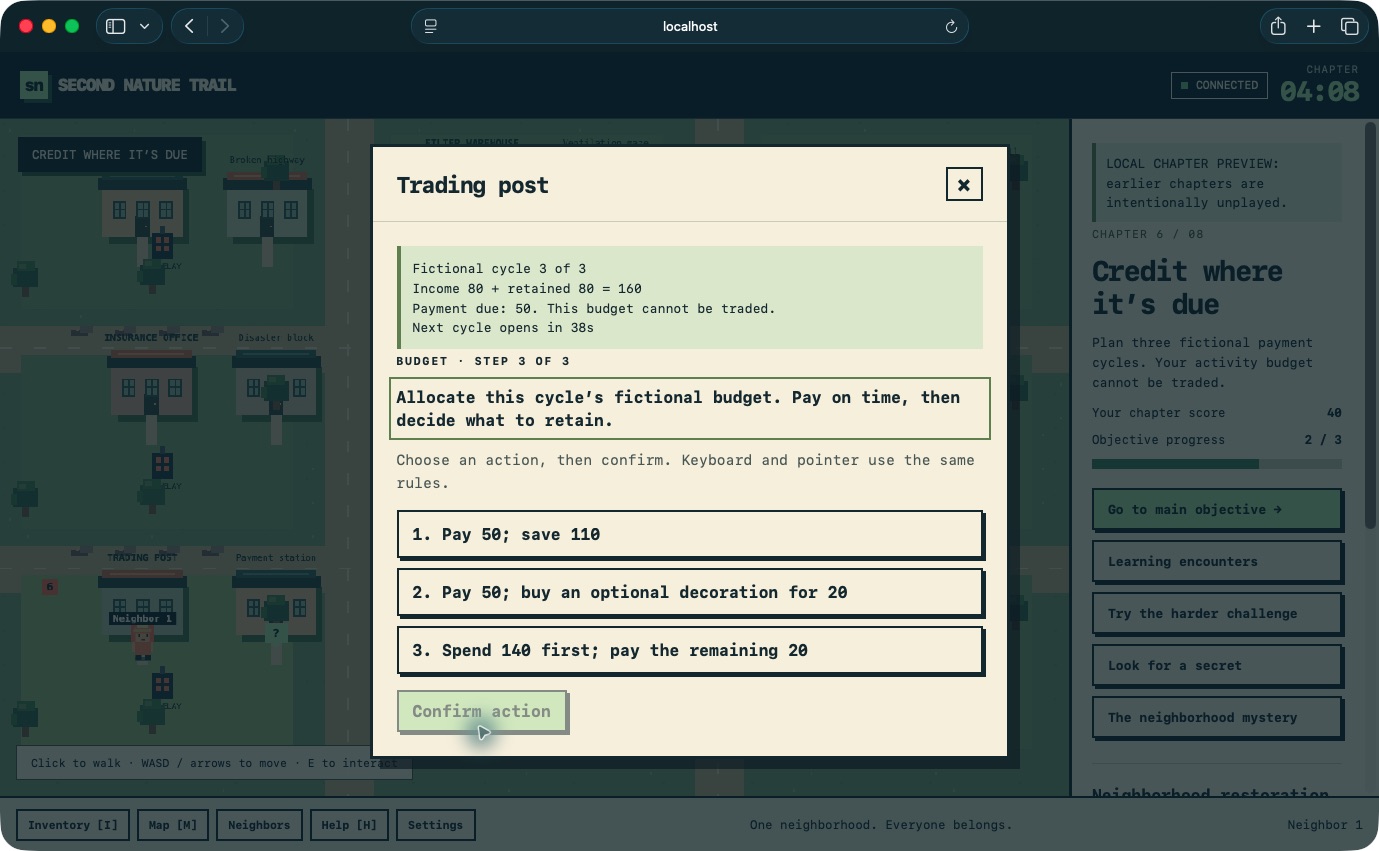 localhost
sn SECOND NATURE TRAIL
CONNECTED
CHAPTER
04:08
CREDIT WHERE IT'S DUE
Broken highway
FILTER WAREHOUSE
Ventilation maze
INSURANCE OFFICE
Disaster block
TRADING POST
Payment station
6
Neighbor 1
?
Click to walk · WASD / arrows to move · E to interact
Trading post
×
Fictional cycle 3 of 3
Income 80 + retained 80 = 160
Payment due: 50. This budget cannot be traded.
Next cycle opens in 38s
BUDGET · STEP 3 OF 3
Allocate this cycle’s fictional budget. Pay on time, then
decide what to retain.
Choose an action, then confirm. Keyboard and pointer use the same
rules.
1. Pay 50; save 110
2. Pay 50; buy an optional decoration for 20
3. Spend 140 first; pay the remaining 20
Confirm action
LOCAL CHAPTER PREVIEW:
earlier chapters are
intentionally unplayed.
CHAPTER 6 / 08
Credit where
it’s due
Plan three fictional payment
cycles. Your activity budget
cannot be traded.
Your chapter score 40
Objective progress 2 / 3
Go to main objective →
Learning encounters
Try the harder challenge
Look for a secret
The neighborhood mystery
Neighborhood restoration
Inventory [I]
Map [M]
Neighbors
Help [H]
Settings
One neighborhood. Everyone belongs.
Neighbor 1